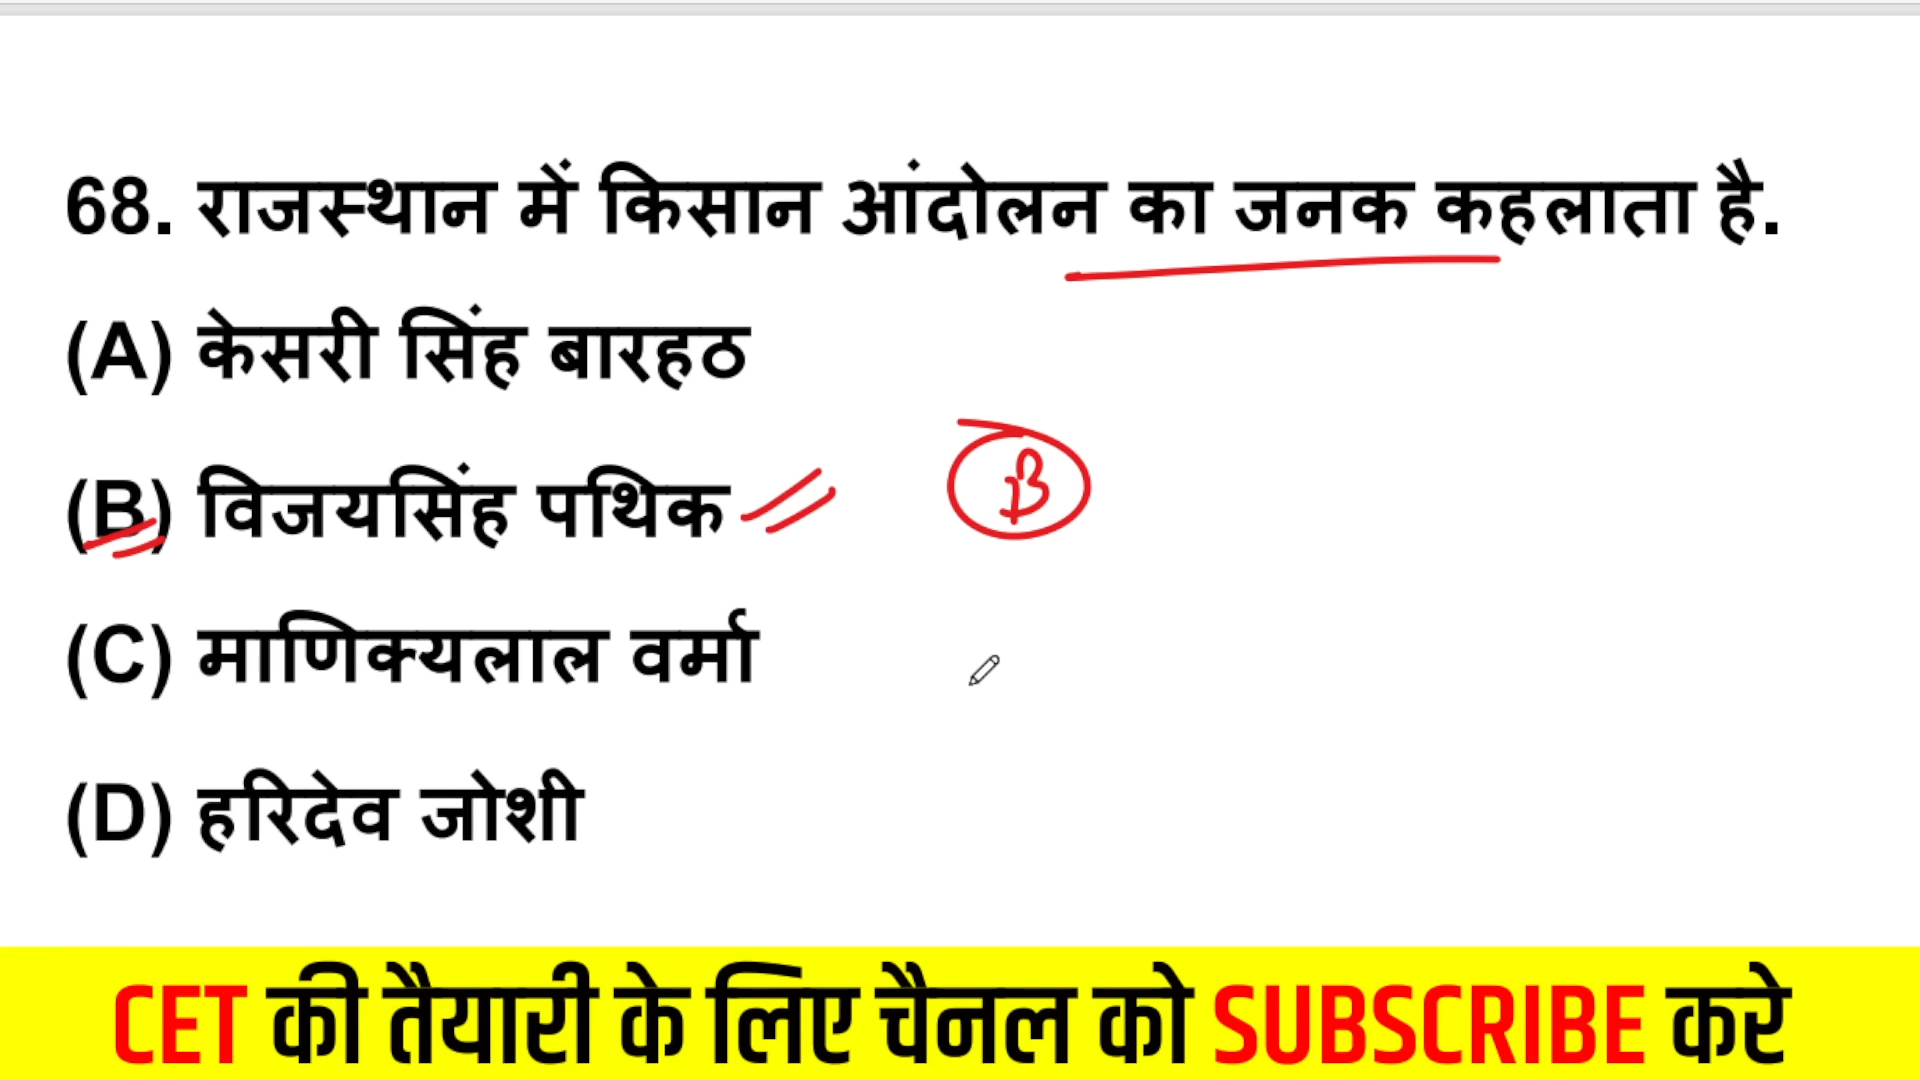 68. राजस्थान में किसान आंदोलन का जनक कहलाता है.
(A) केसरी सिंह बारहठ
(B) विजयसिंह पथिक
B
(C) माणिक्यलाल वर्मा
(D) हरिदेव जोशी
CET की तैयारी के लिए चैनल को SUBSCRIBE करे